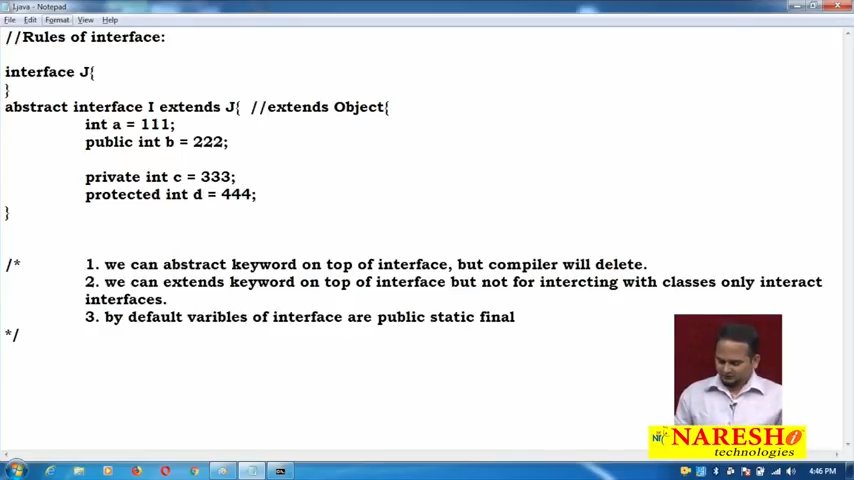 I.java - Notepad
File Edit Format View Help
//Rules of interface:
interface J{
}
abstract interface I extends J{ //extends Object{
int a = 111;
public int b = 222;
private int c = 333;
protected int d = 444;
}
/* 1. we can abstract keyword on top of interface, but compiler will delete.
2. we can extends keyword on top of interface but not for intercting with classes only interact
interfaces.
3. by default varibles of interface are public static final
*/
NARESH i
technologies
4:46 PM